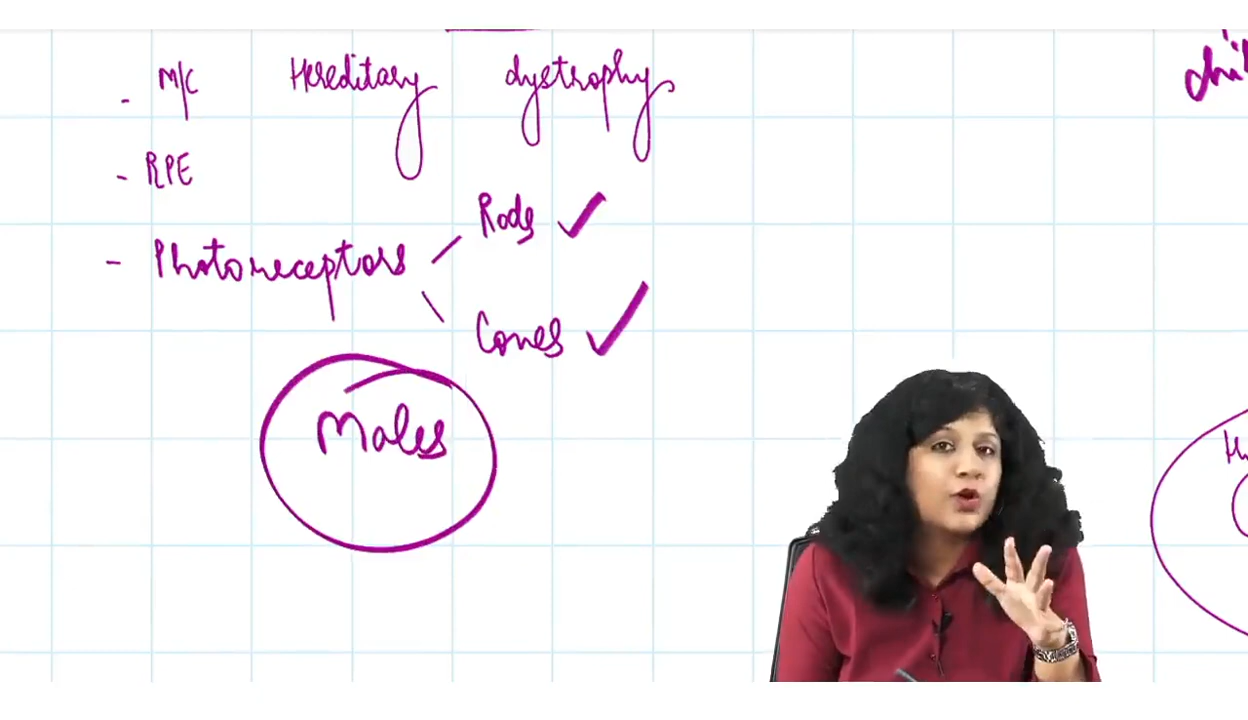 - M/C Hereditary dystrophy
- RPE
- Photoreceptors
Rods ✓
Cones ✓
Males